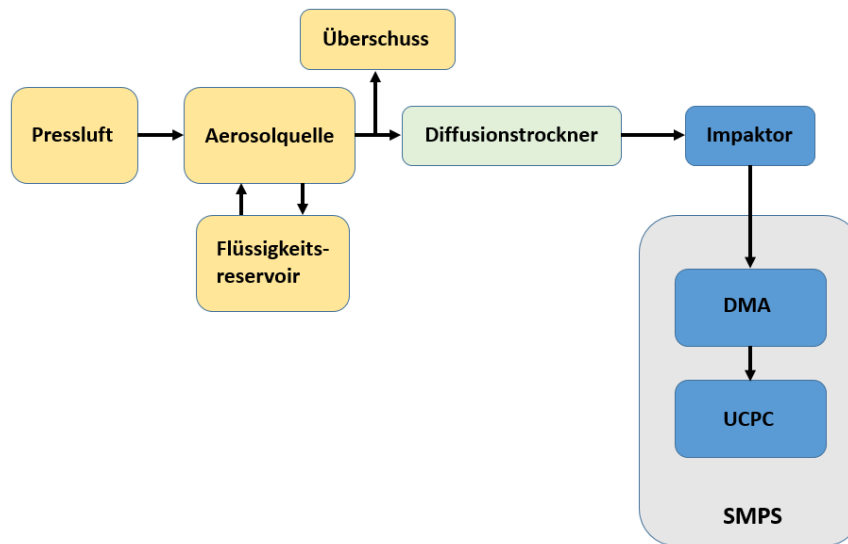 Überschuss
Pressluft
Aerosolquelle
Diffusionstrockner
Impaktor
Flüssigkeits-
reservoir
DMA
UCPC
SMPS